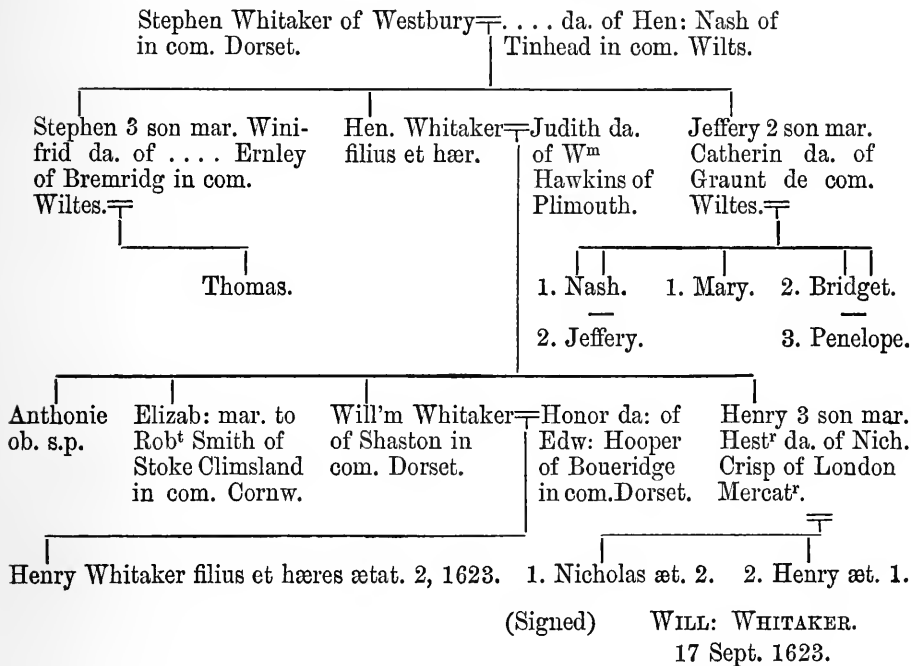 Stephen Whitaker of Westbury=. . . . da. of Hen: Nash of
in com. Dorset. Tinhead in com. Wilts.
Stephen 3 son mar. Wini-
frid da. of . . . . Ernley
of Bremridg in com.
Wiltes.=
Thomas.
Hen. Whitaker=Judith da.
filius et hær. of Wᵐ
Hawkins of
Plimouth.
Jeffery 2 son mar.
Catherin da. of
Graunt de com.
Wiltes.=
1. Nash. 1. Mary. 2. Bridget.
2. Jeffery. 3. Penelope.
Anthonie
ob. s.p.
Elizab: mar. to
Robᵗ Smith of
Stoke Climsland
in com. Cornw.
Will'm Whitaker=Honor da: of
of Shaston in Edw: Hooper
com. Dorset. of Boueridge
in com. Dorset.
Henry 3 son mar.
Hestʳ da. of Nich.
Crisp of London
Mercatʳ.
Henry Whitaker filius et hæres ætat. 2, 1623. 1. Nicholas æt. 2. 2. Henry æt. 1.
(Signed) WILL: WHITAKER.
17 Sept. 1623.